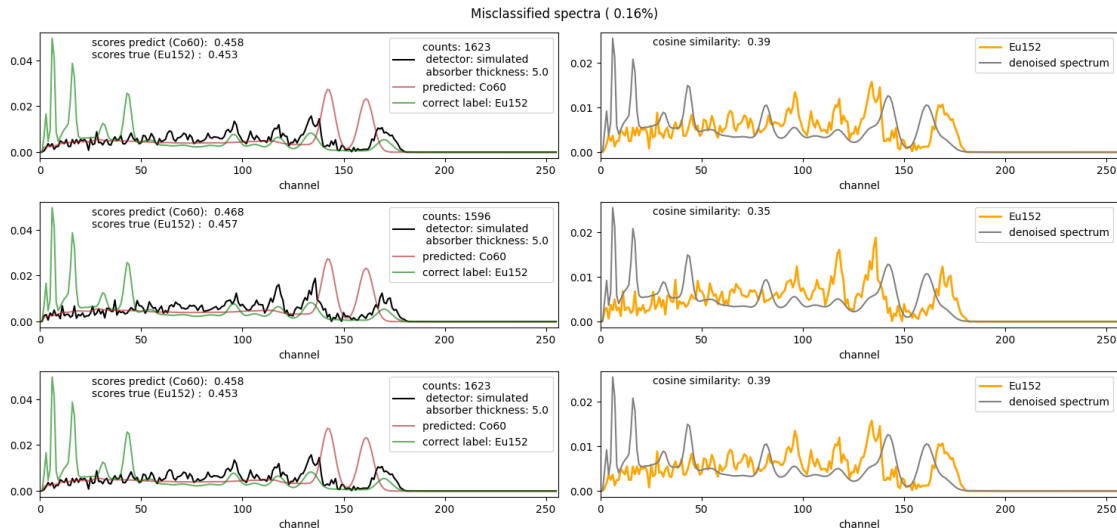 Misclassified spectra ( 0.16%)
scores predict (Co60): 0.458
scores true (Eu152) : 0.453
counts: 1623
detector: simulated
absorber thickness: 5.0
predicted: Co60
correct label: Eu152
0.04
0.02
0.00
0 50 100 150 200 250
channel
cosine similarity: 0.39
Eu152
denoised spectrum
0.02
0.01
0.00
0 50 100 150 200 250
channel
scores predict (Co60): 0.468
scores true (Eu152) : 0.457
counts: 1596
detector: simulated
absorber thickness: 5.0
predicted: Co60
correct label: Eu152
0.04
0.02
0.00
0 50 100 150 200 250
channel
cosine similarity: 0.35
Eu152
denoised spectrum
0.02
0.01
0.00
0 50 100 150 200 250
channel
scores predict (Co60): 0.458
scores true (Eu152) : 0.453
counts: 1623
detector: simulated
absorber thickness: 5.0
predicted: Co60
correct label: Eu152
0.04
0.02
0.00
0 50 100 150 200 250
channel
cosine similarity: 0.39
Eu152
denoised spectrum
0.02
0.01
0.00
0 50 100 150 200 250
channel